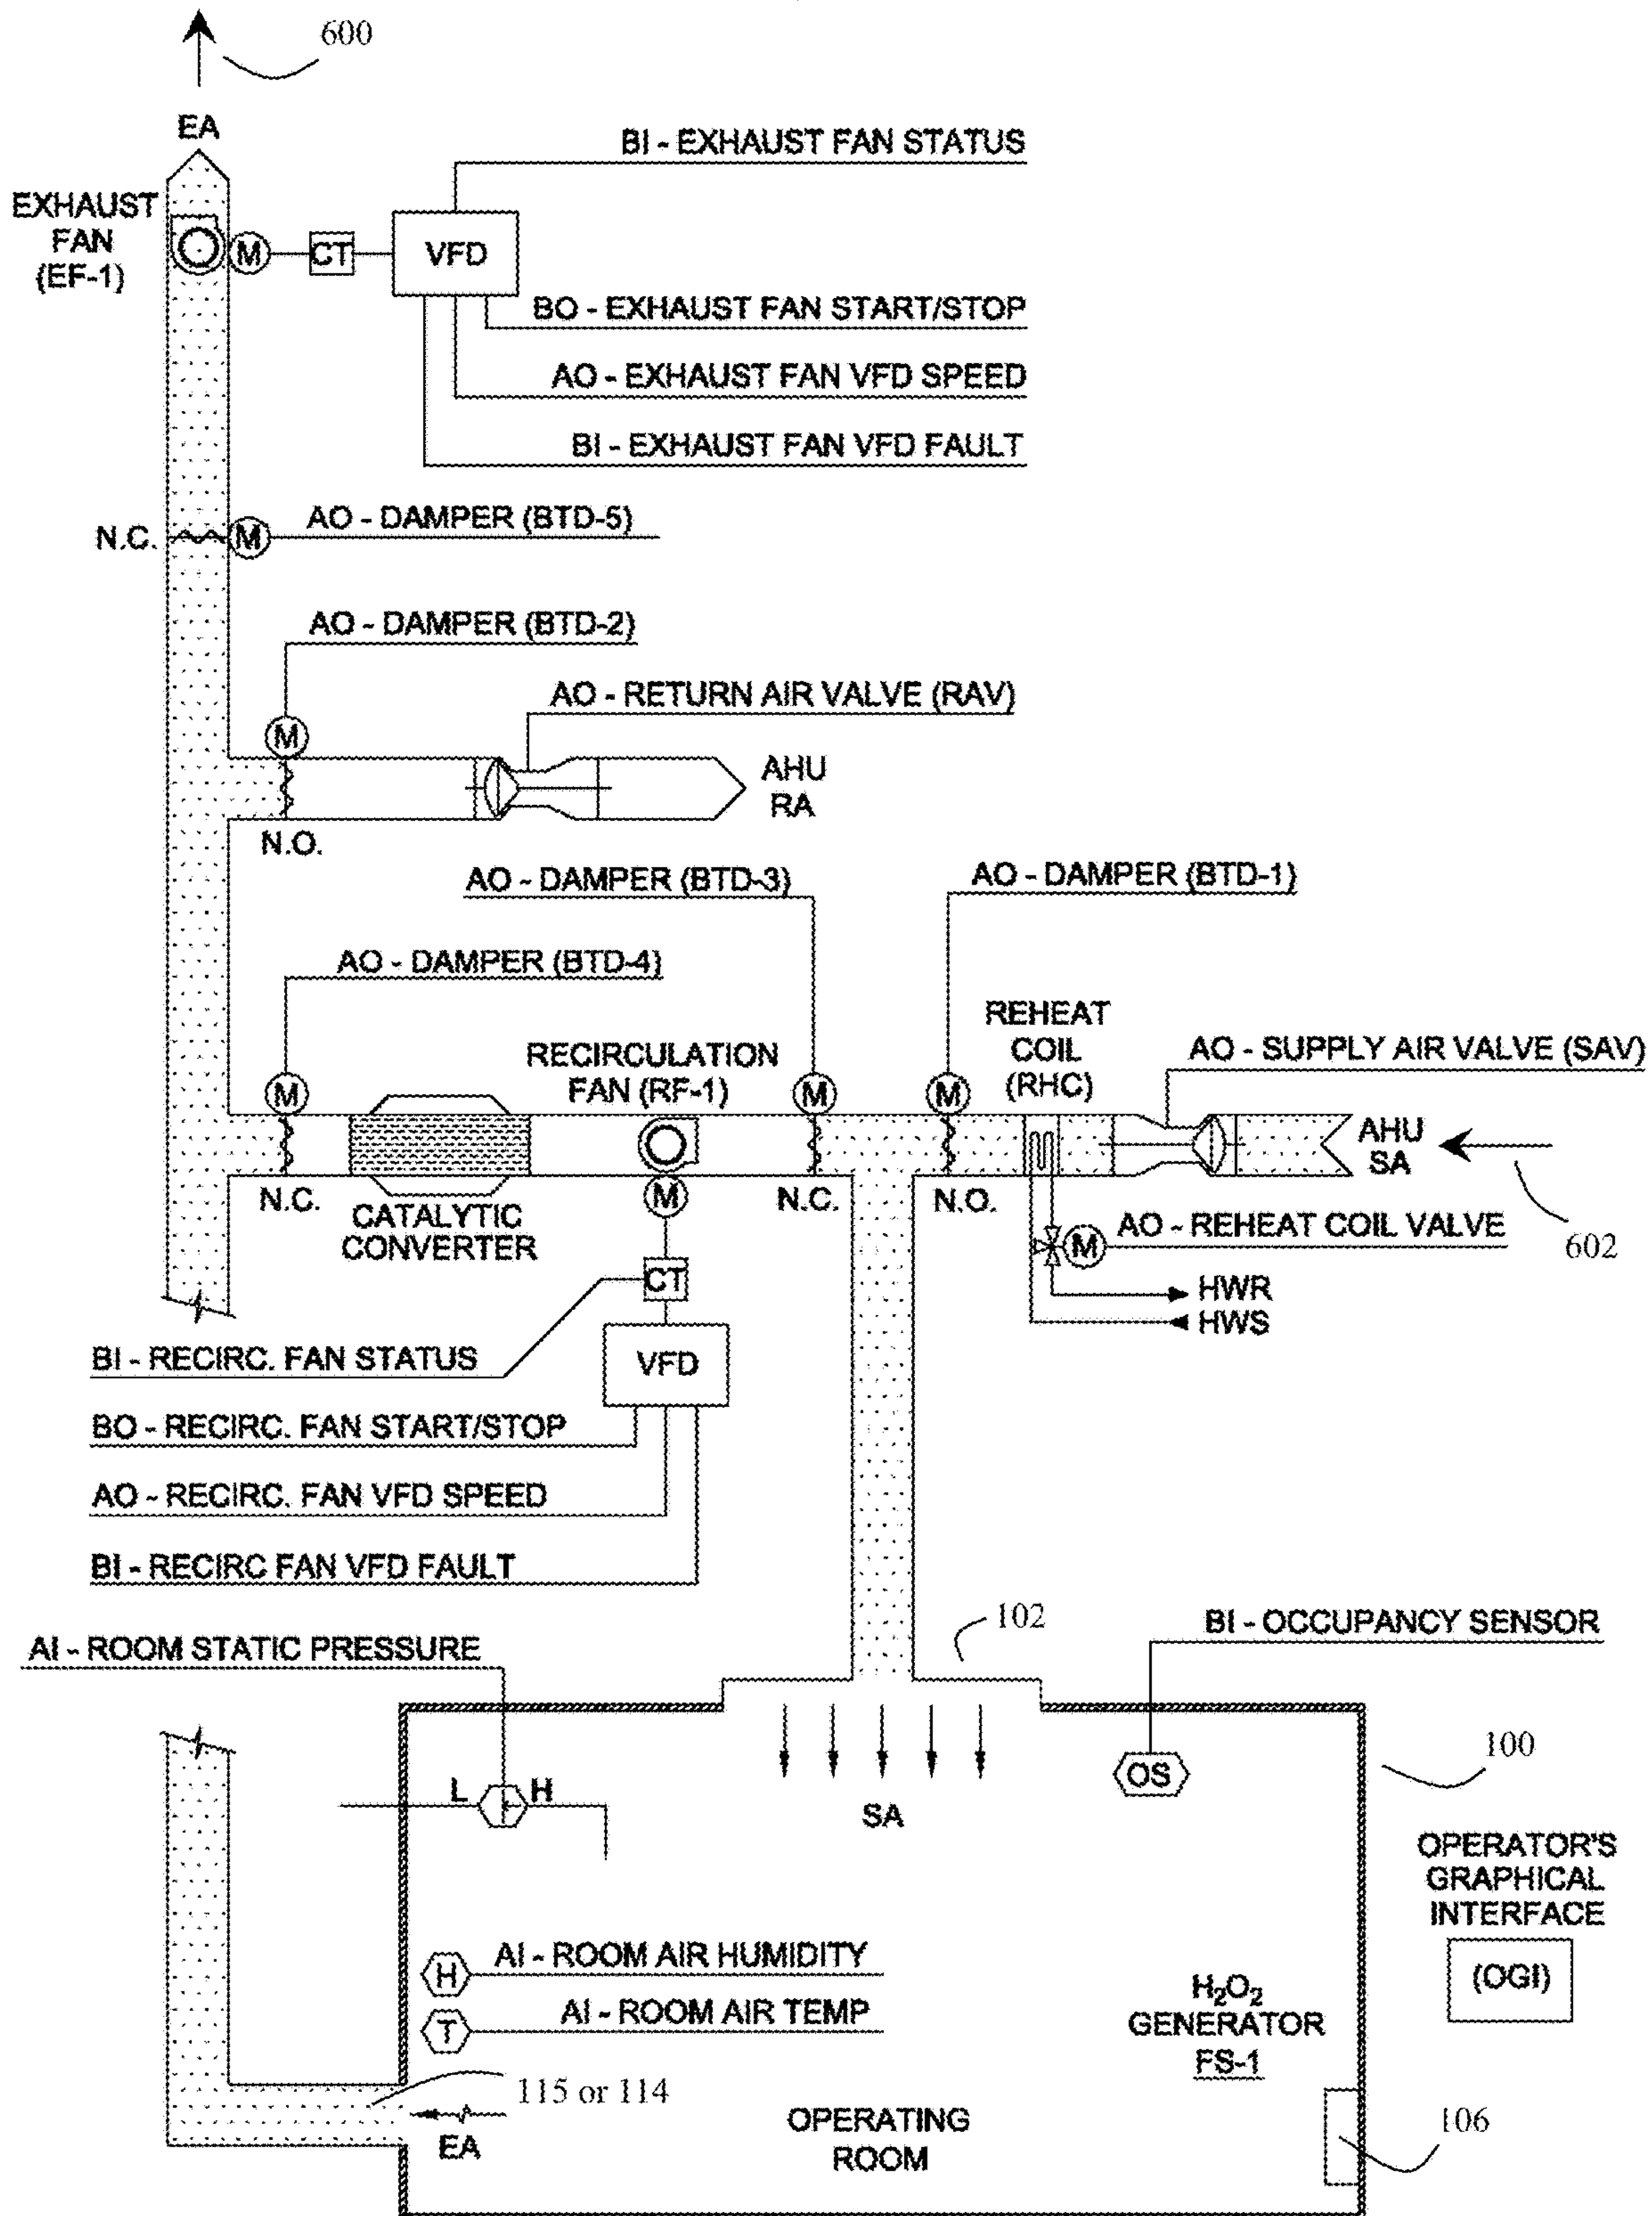 600
EA
BI - EXHAUST FAN STATUS
EXHAUST
FAN
(EF-1)
M
CT
VFD
BO - EXHAUST FAN START/STOP
AO - EXHAUST FAN VFD SPEED
BI - EXHAUST FAN VFD FAULT
N.C.
M
AO - DAMPER (BTD-5)
AO - DAMPER (BTD-2)
AO - RETURN AIR VALVE (RAV)
M
AHU
RA
N.O.
AO - DAMPER (BTD-3)
AO - DAMPER (BTD-1)
AO - DAMPER (BTD-4)
REHEAT
COIL
(RHC)
RECIRCULATION
FAN (RF-1)
AO - SUPPLY AIR VALVE (SAV)
M
M
M
AHU
SA
N.C.
M
N.C.
N.O.
CATALYTIC
CONVERTER
M
AO - REHEAT COIL VALVE
602
CT
HWR
HWS
BI - RECIRC. FAN STATUS
VFD
BO - RECIRC. FAN START/STOP
AO - RECIRC. FAN VFD SPEED
BI - RECIRC FAN VFD FAULT
102
BI - OCCUPANCY SENSOR
AI - ROOM STATIC PRESSURE
100
L
H
OS
SA
OPERATOR'S
GRAPHICAL
INTERFACE
(OGI)
H
AI - ROOM AIR HUMIDITY
T
AI - ROOM AIR TEMP
H₂O₂
GENERATOR
FS-1
115 or 114
EA
OPERATING
ROOM
106